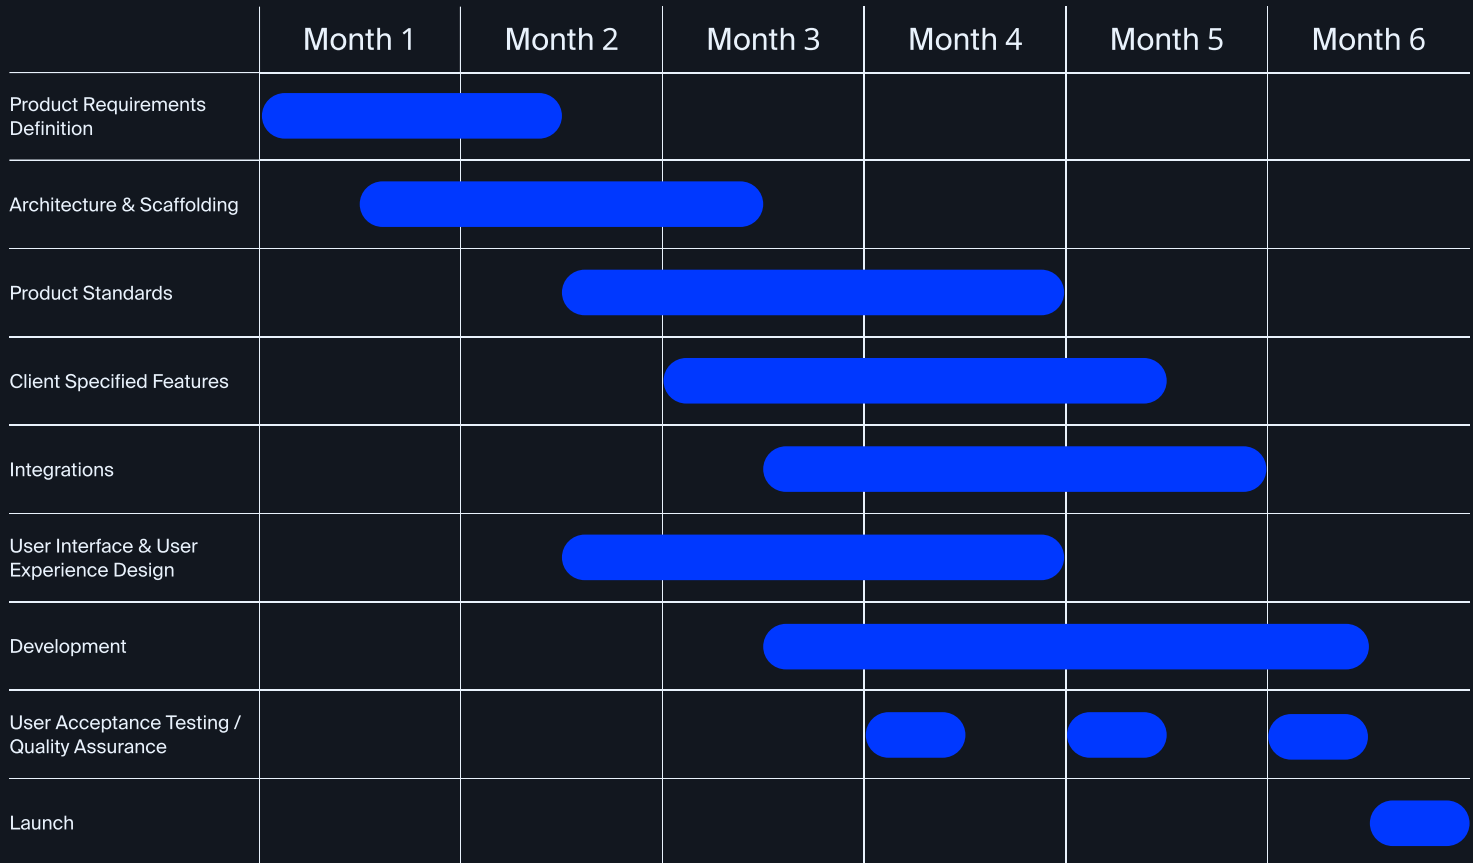 Month 1 Month 2 Month 3 Month 4 Month 5 Month 6
Product Requirements
Definition
Architecture & Scaffolding
Product Standards
Client Specified Features
Integrations
User Interface & User
Experience Design
Development
User Acceptance Testing /
Quality Assurance
Launch